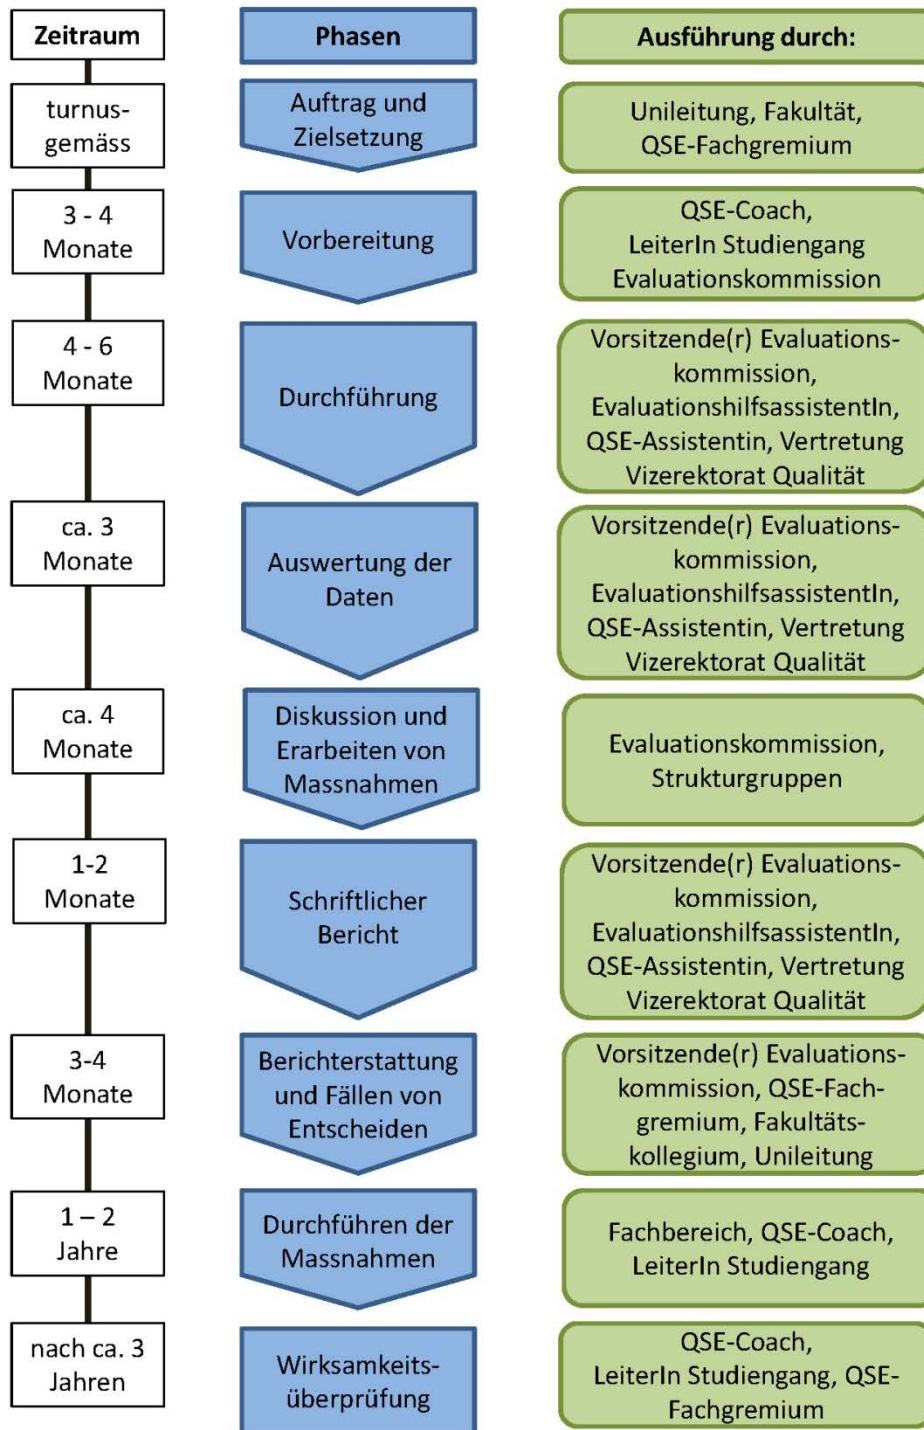 Zeitraum
Phasen
Ausführung durch:
turnus-
gemäss
Auftrag und
Zielsetzung
Unileitung, Fakultät,
QSE-Fachgremium
3 - 4
Monate
Vorbereitung
QSE-Coach,
LeiterIn Studiengang
Evaluationskommission
4 - 6
Monate
Durchführung
Vorsitzende(r) Evaluations-
kommission,
EvaluationshilfsassistentIn,
QSE-Assistentin, Vertretung
Vizerektorat Qualität
ca. 3
Monate
Auswertung der
Daten
Vorsitzende(r) Evaluations-
kommission,
EvaluationshilfsassistentIn,
QSE-Assistentin, Vertretung
Vizerektorat Qualität
ca. 4
Monate
Diskussion und
Erarbeiten von
Massnahmen
Evaluationskommission,
Strukturgruppen
1-2
Monate
Schriftlicher
Bericht
Vorsitzende(r) Evaluations-
kommission,
EvaluationshilfsassistentIn,
QSE-Assistentin, Vertretung
Vizerektorat Qualität
3-4
Monate
Berichterstattung
und Fällen von
Entscheiden
Vorsitzende(r) Evaluations-
kommission, QSE-Fach-
gremium, Fakultäts-
kollegium, Unileitung
1 – 2
Jahre
Durchführen der
Massnahmen
Fachbereich, QSE-Coach,
LeiterIn Studiengang
nach ca. 3
Jahren
Wirksamkeits-
überprüfung
QSE-Coach,
LeiterIn Studiengang, QSE-
Fachgremium